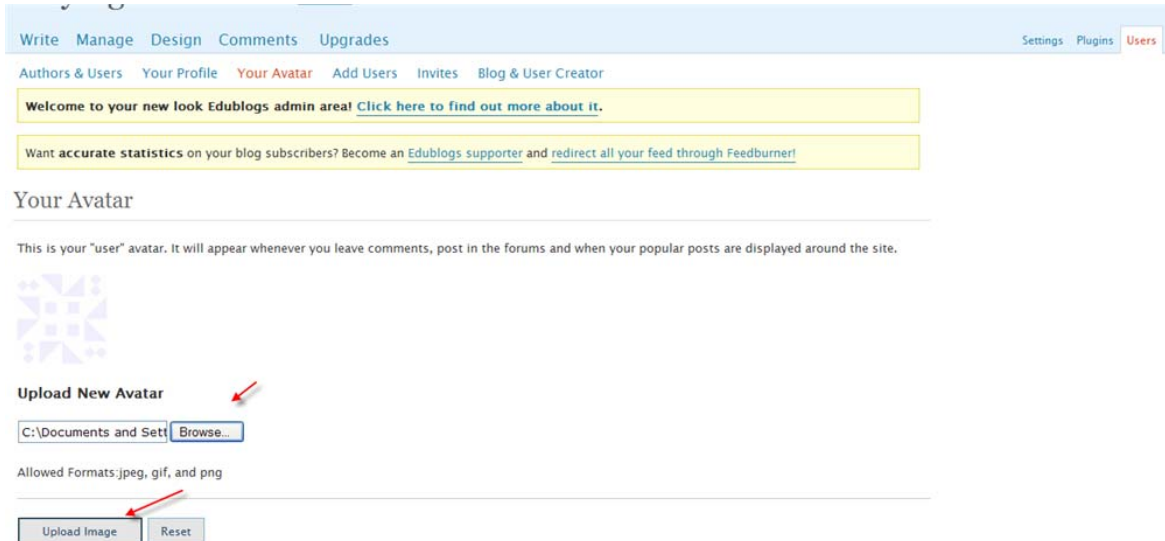 Write Manage Design Comments Upgrades
Settings Plugins Users
Authors & Users Your Profile Your Avatar Add Users Invites Blog & User Creator
Welcome to your new look Edublogs admin area! Click here to find out more about it.
Want accurate statistics on your blog subscribers? Become an Edublogs supporter and redirect all your feed through Feedburner!
Your Avatar
This is your "user" avatar. It will appear whenever you leave comments, post in the forums and when your popular posts are displayed around the site.
Upload New Avatar
C:\Documents and Sett Browse...
Allowed Formats:jpeg, gif, and png
Upload Image Reset